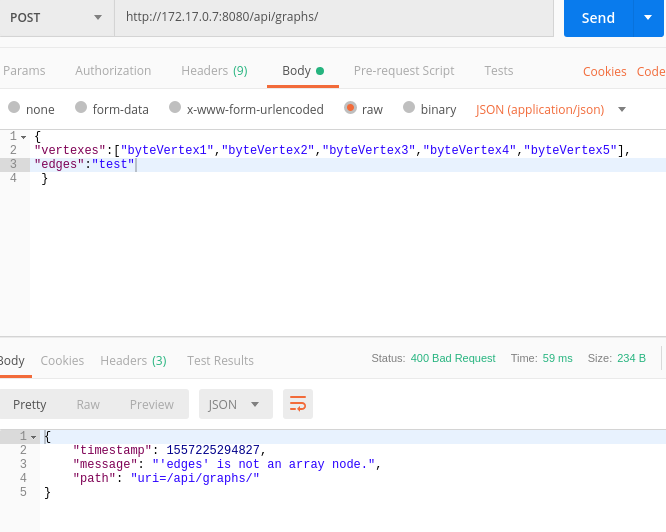 POST http://172.17.0.7:8080/api/graphs/ Send
Params Authorization Headers (9) Body Pre-request Script Tests Cookies Code
none form-data x-www-form-urlencoded raw binary JSON (application/json)
1 {
2 "vertexes":["byteVertex1","byteVertex2","byteVertex3","byteVertex4","byteVertex5"],
3 "edges":"test"
4 }
Body Cookies Headers (3) Test Results Status: 400 Bad Request Time: 59 ms Size: 234 B
Pretty Raw Preview JSON
1 {
2 "timestamp": 1557225294827,
3 "message": "'edges' is not an array node.",
4 "path": "uri=/api/graphs/"
5 }